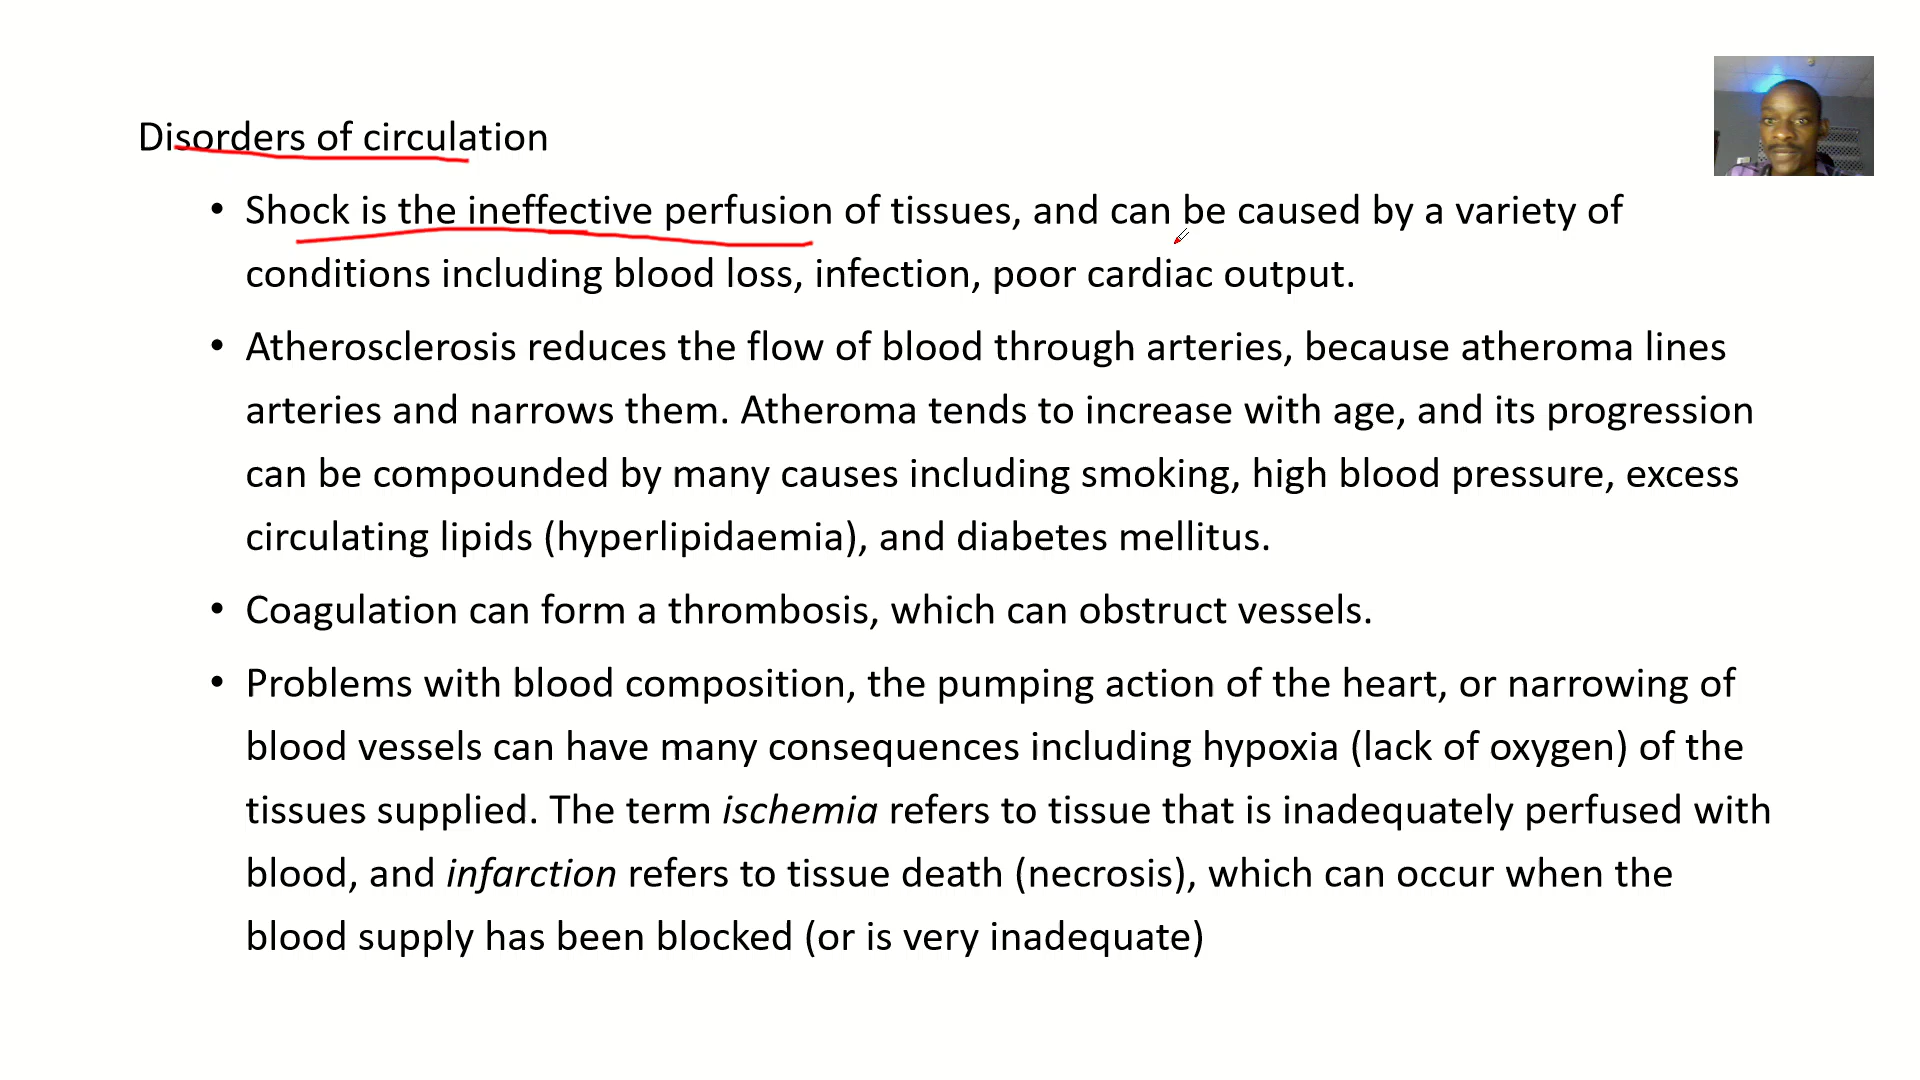 Disorders of circulation
• Shock is the ineffective perfusion of tissues, and can be caused by a variety of
conditions including blood loss, infection, poor cardiac output.
• Atherosclerosis reduces the flow of blood through arteries, because atheroma lines
arteries and narrows them. Atheroma tends to increase with age, and its progression
can be compounded by many causes including smoking, high blood pressure, excess
circulating lipids (hyperlipidaemia), and diabetes mellitus.
• Coagulation can form a thrombosis, which can obstruct vessels.
• Problems with blood composition, the pumping action of the heart, or narrowing of
blood vessels can have many consequences including hypoxia (lack of oxygen) of the
tissues supplied. The term ischemia refers to tissue that is inadequately perfused with
blood, and infarction refers to tissue death (necrosis), which can occur when the
blood supply has been blocked (or is very inadequate)